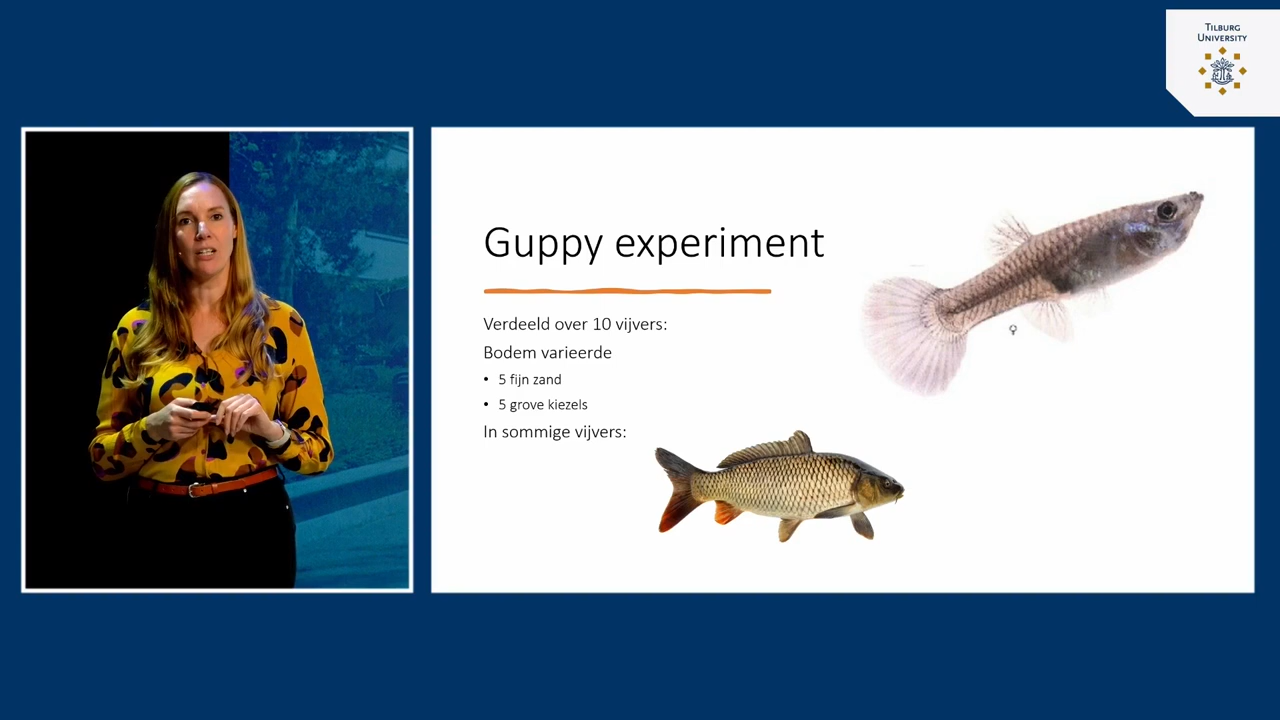 TILBURG
UNIVERSITY
Guppy experiment
Verdeeld over 10 vijvers:
Bodem varieerde
• 5 fijn zand
• 5 grove kiezels
In sommige vijvers:
♀